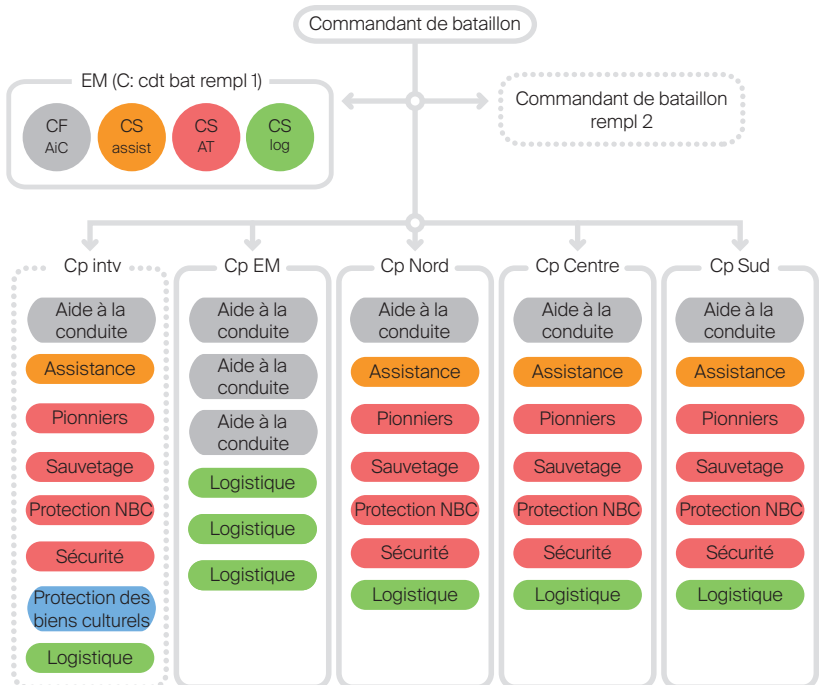 Commandant de bataillon
EM (C: cdt bat rempl 1)
CF
AiC
CS
assist
CS
AT
CS
log
Commandant de bataillon
rempl 2
Cp intv
Aide à la
conduite
Assistance
Pionniers
Sauvetage
Protection NBC
Sécurité
Protection des
biens culturels
Logistique
Cp EM
Aide à la
conduite
Aide à la
conduite
Aide à la
conduite
Logistique
Logistique
Logistique
Cp Nord
Aide à la
conduite
Assistance
Pionniers
Sauvetage
Protection NBC
Sécurité
Logistique
Cp Centre
Aide à la
conduite
Assistance
Pionniers
Sauvetage
Protection NBC
Sécurité
Logistique
Cp Sud
Aide à la
conduite
Assistance
Pionniers
Sauvetage
Protection NBC
Sécurité
Logistique